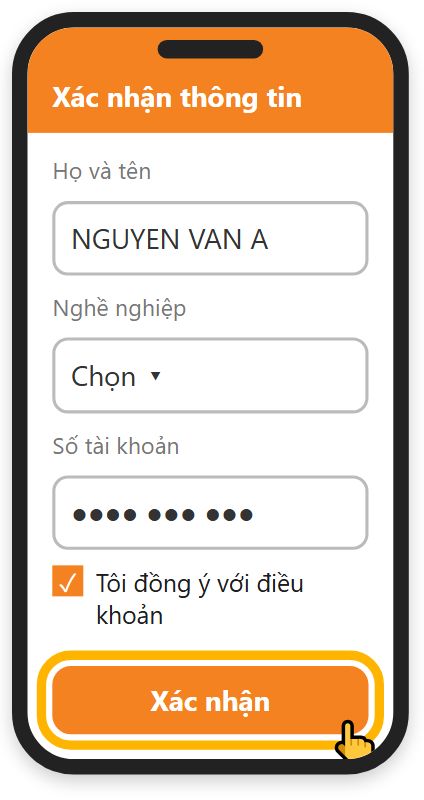 Xác nhận thông tin
Họ và tên
NGUYEN VAN A
Nghề nghiệp
Chọn ▼
Số tài khoản
●●●● ●●● ●●●
✓ Tôi đồng ý với điều
khoản
Xác nhận